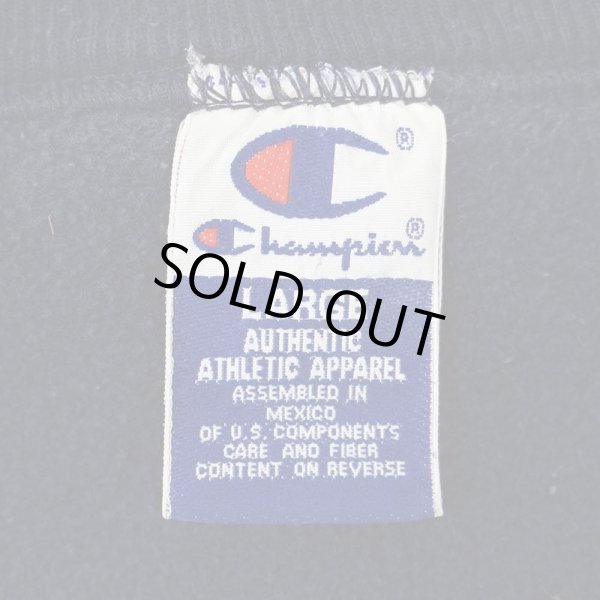 ®
Champion®
LARGE
SOLD OUT
AUTHENTIC
ATHLETIC APPAREL
ASSEMBLED IN
MEXICO
OF U.S. COMPONENTS
CARE AND FIBER
CONTENT ON REVERSE